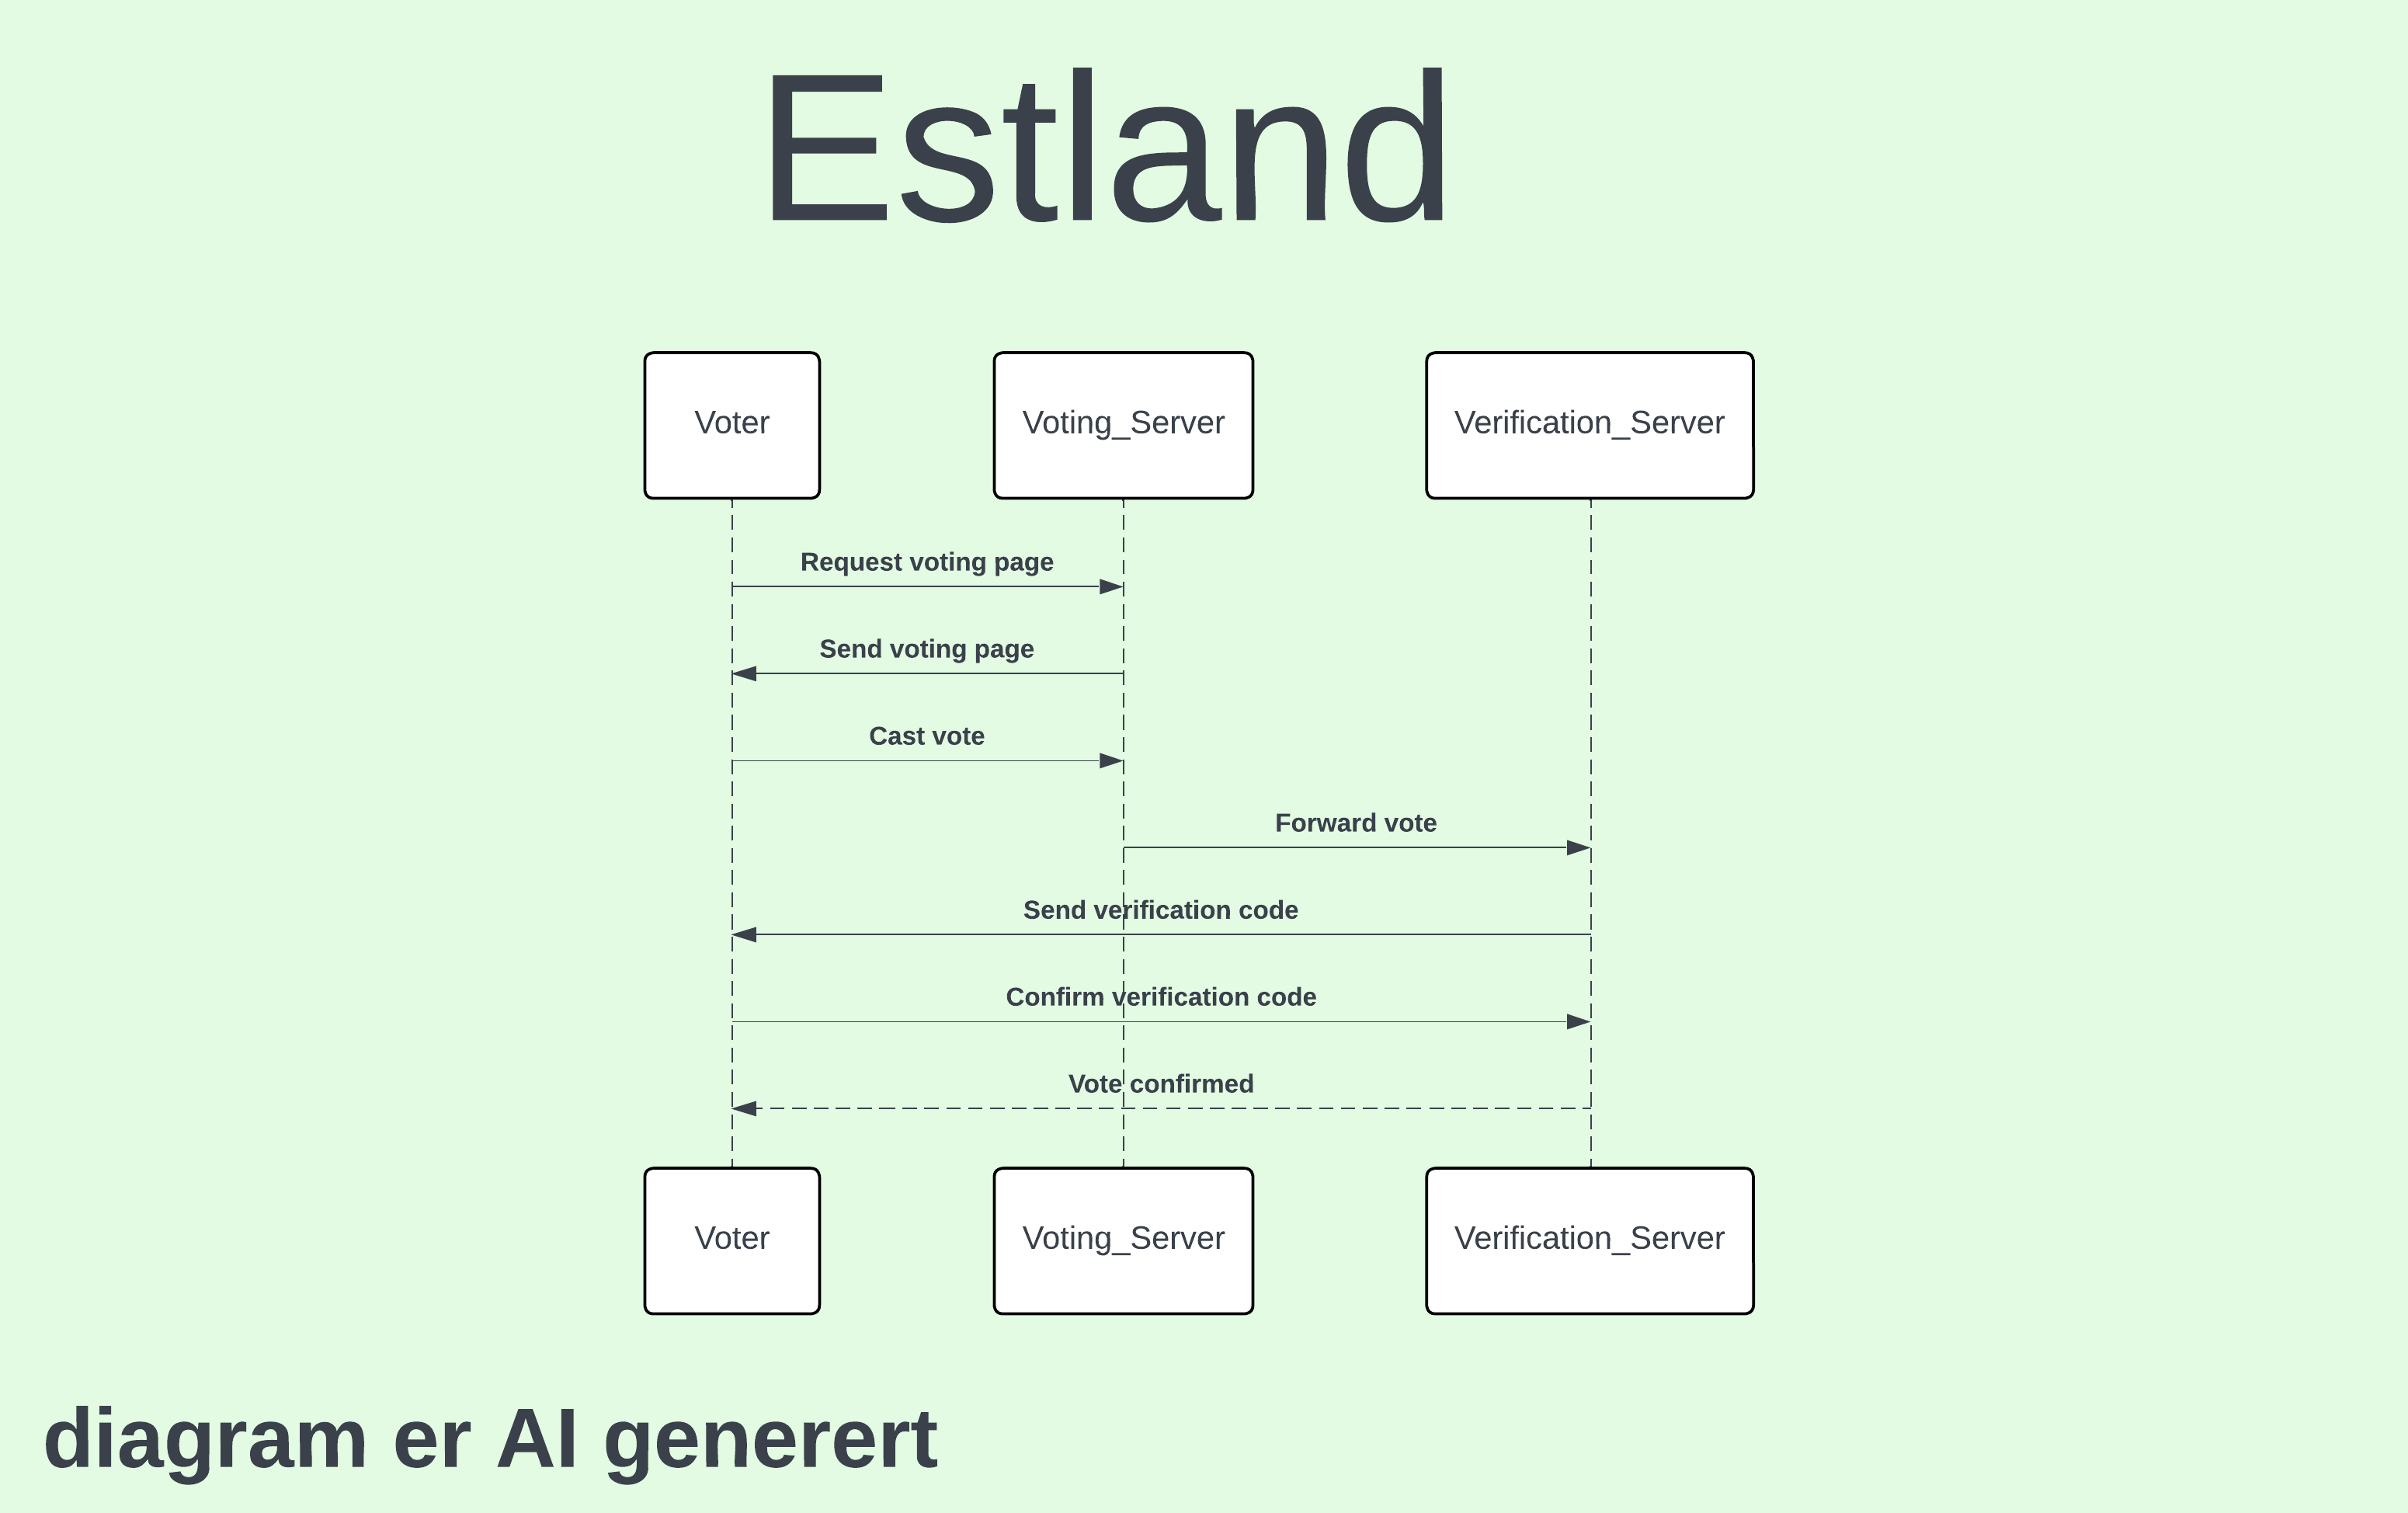 Estland
Voter
Voting_Server
Verification_Server
Request voting page
Send voting page
Cast vote
Forward vote
Send verification code
Confirm verification code
Vote confirmed
Voter
Voting_Server
Verification_Server
diagram er AI generert